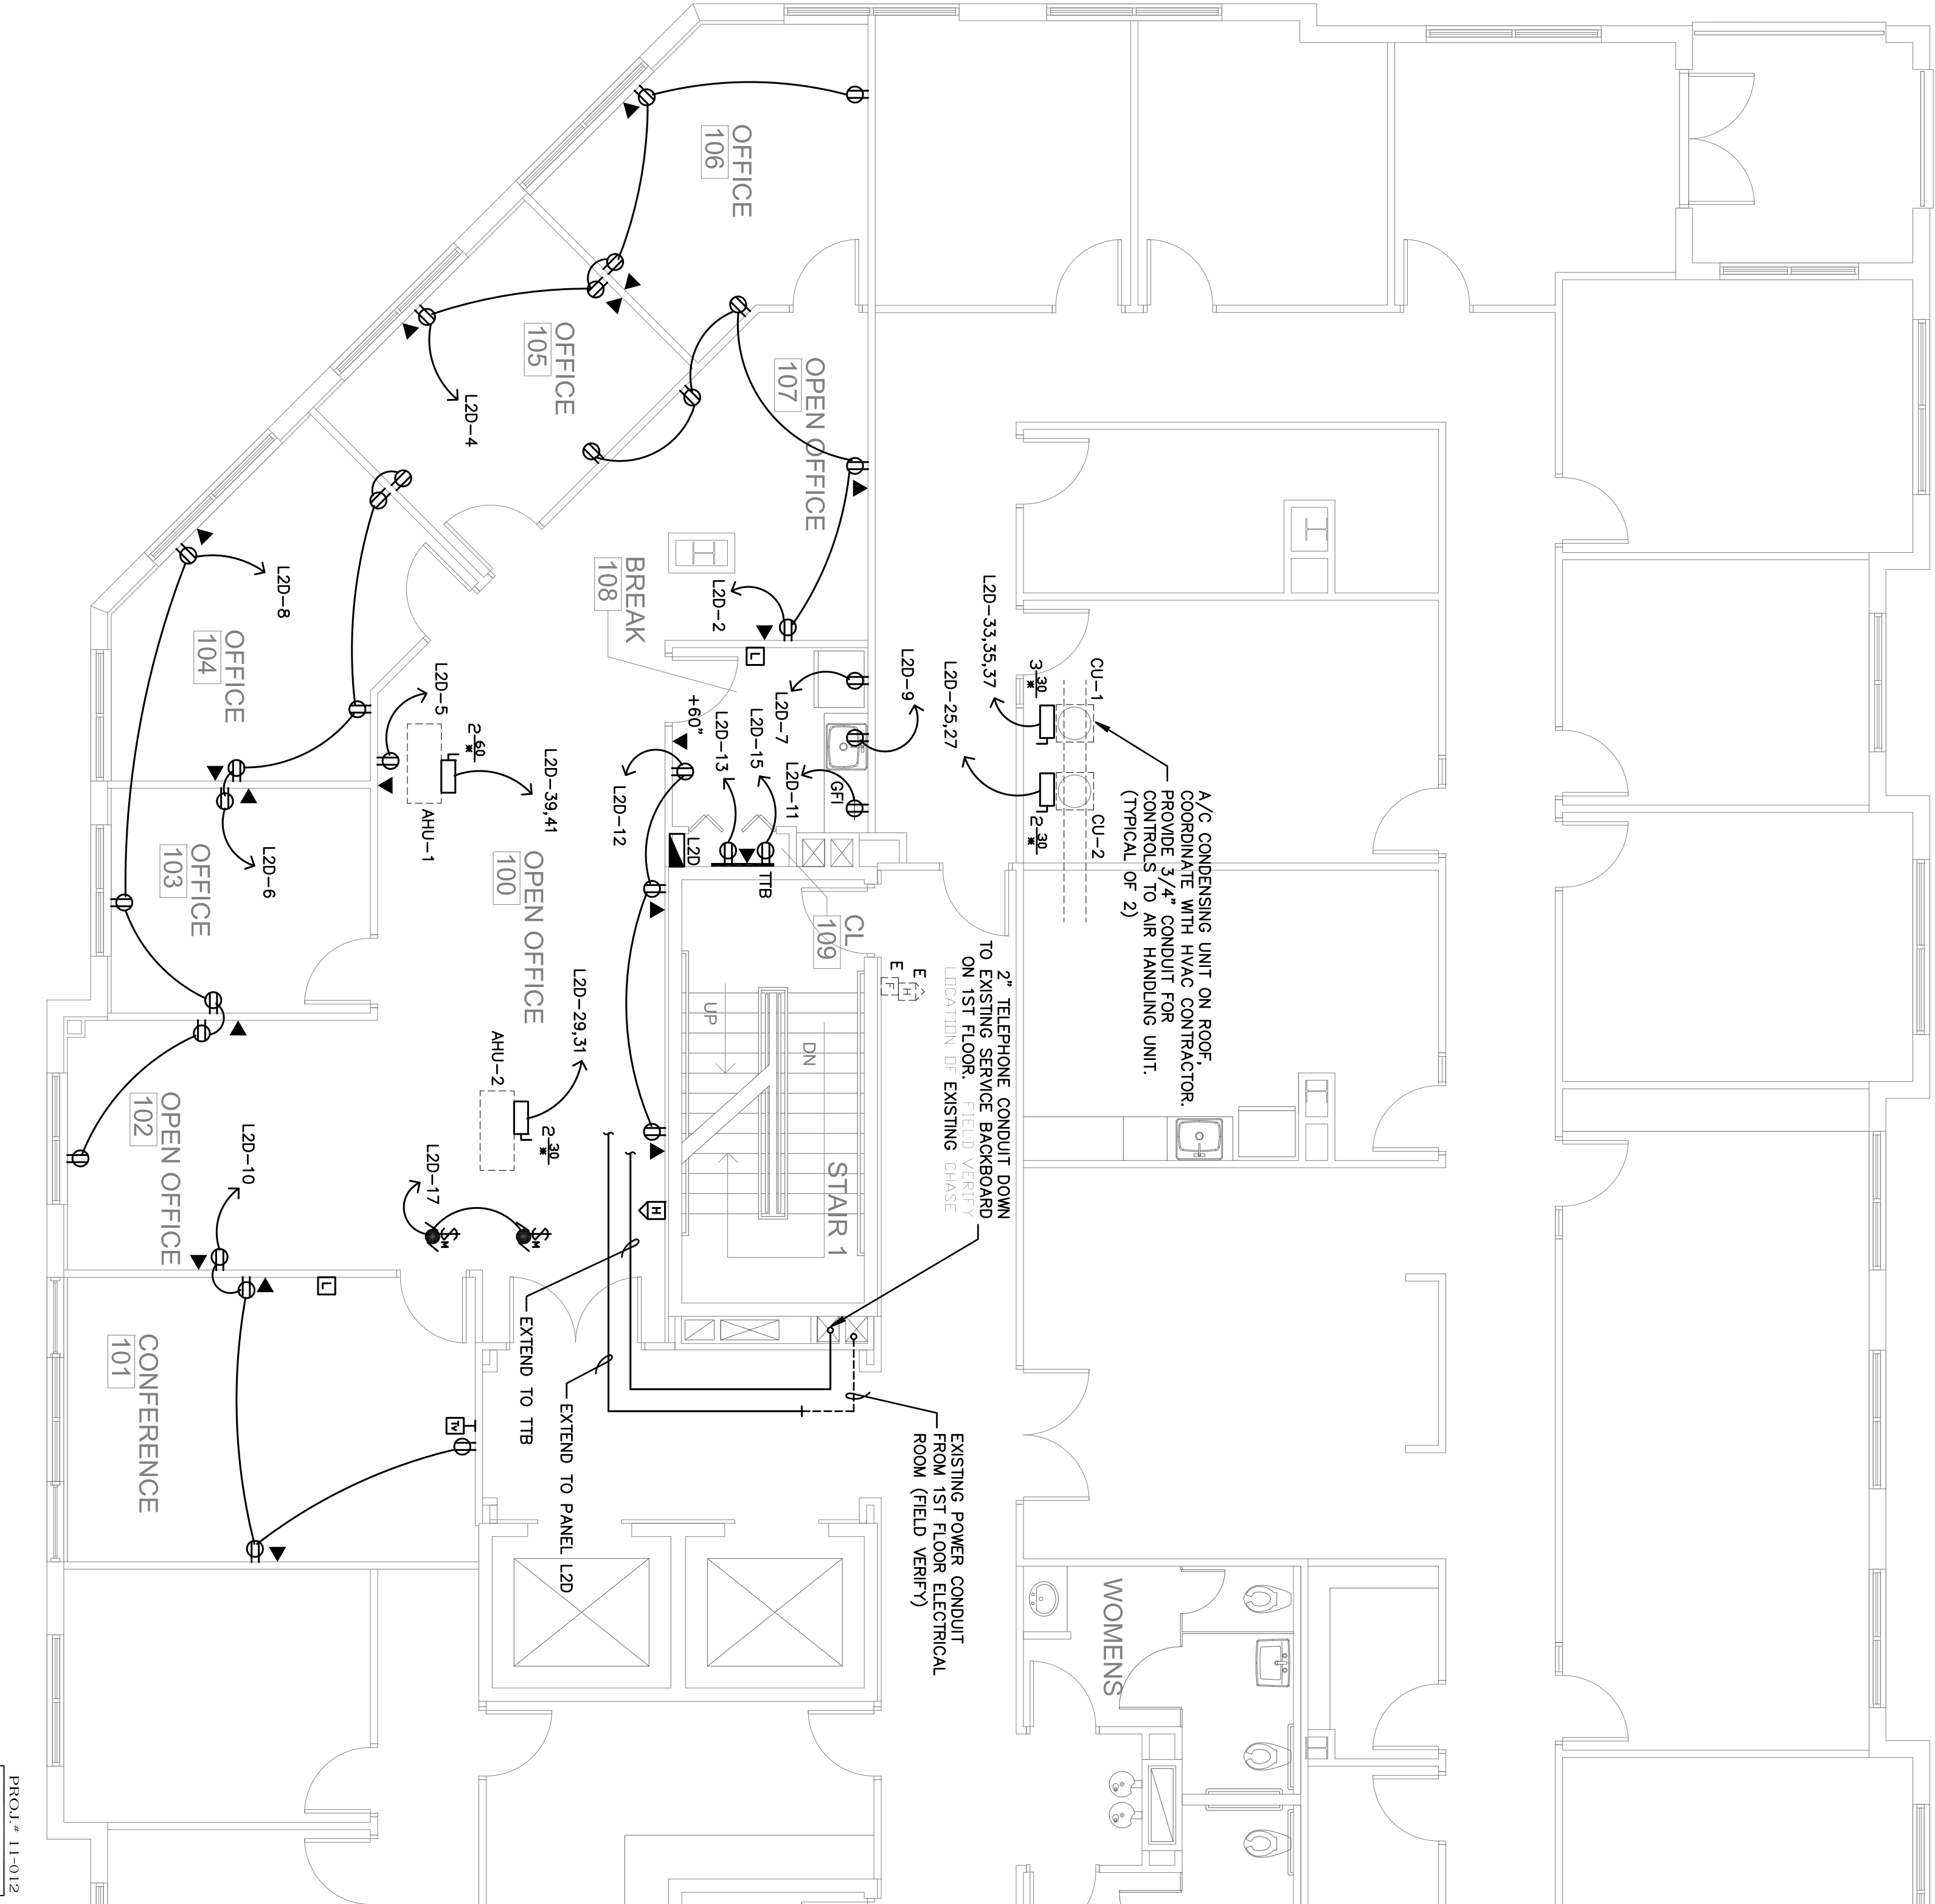 OFFICE
106
OFFICE
105
L2D-4
OPEN OFFICE
107
BREAK
108
L2D-2
L2D-8
OFFICE
104
L2D-5
2 60
*
AHU-1
L2D-39,41
L2D-6
OFFICE
103
L
L2D-7
L2D-9
+60"
L2D-13
L2D-15
L2D-11
GFI
L2D-12
L2D
TTB
CL
109
L2D-33,35,37
L2D-25,27
CU-1
3 30
*
CU-2
2 30
*
A/C CONDENSING UNIT ON ROOF,
COORDINATE WITH HVAC CONTRACTOR.
PROVIDE 3/4" CONDUIT FOR
CONTROLS TO AIR HANDLING UNIT.
(TYPICAL OF 2)
2" TELEPHONE CONDUIT DOWN
TO EXISTING SERVICE BACKBOARD
ON 1ST FLOOR. FIELD VERIFY
LOCATION OF EXISTING CHASE
E
H
E
F
OPEN OFFICE
100
UP
DN
STAIR 1
L2D-29,31
AHU-2
2 30
*
OPEN OFFICE
102
L2D-10
L2D-17
$M
$M
H
L
EXTEND TO TTB
EXTEND TO PANEL L2D
EXISTING POWER CONDUIT
FROM 1ST FLOOR ELECTRICAL
ROOM (FIELD VERIFY)
CONFERENCE
101
TV
WOMENS
PROJ.# 11-012